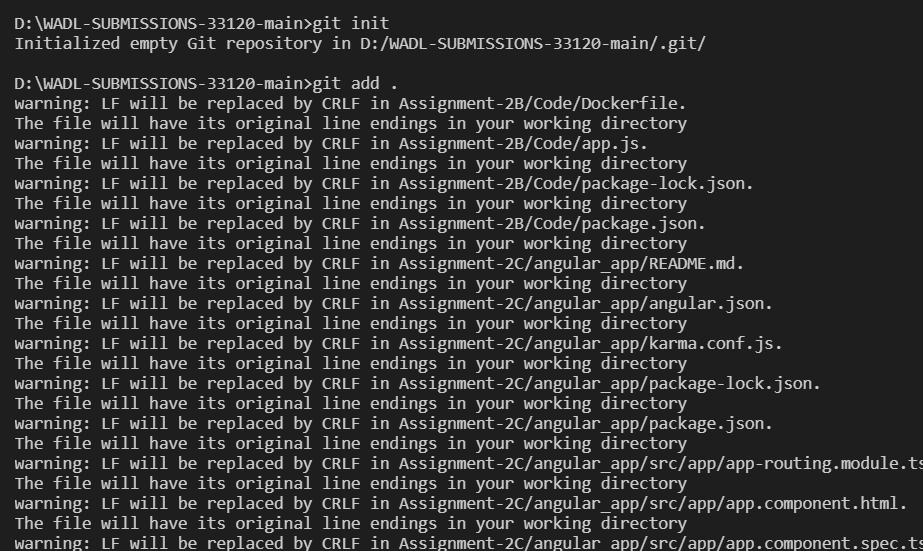 D:\WADL-SUBMISSIONS-33120-main>git init
Initialized empty Git repository in D:/WADL-SUBMISSIONS-33120-main/.git/
D:\WADL-SUBMISSIONS-33120-main>git add .
warning: LF will be replaced by CRLF in Assignment-2B/Code/Dockerfile.
The file will have its original line endings in your working directory
warning: LF will be replaced by CRLF in Assignment-2B/Code/app.js.
The file will have its original line endings in your working directory
warning: LF will be replaced by CRLF in Assignment-2B/Code/package-lock.json.
The file will have its original line endings in your working directory
warning: LF will be replaced by CRLF in Assignment-2B/Code/package.json.
The file will have its original line endings in your working directory
warning: LF will be replaced by CRLF in Assignment-2C/angular_app/README.md.
The file will have its original line endings in your working directory
warning: LF will be replaced by CRLF in Assignment-2C/angular_app/angular.json.
The file will have its original line endings in your working directory
warning: LF will be replaced by CRLF in Assignment-2C/angular_app/karma.conf.js.
The file will have its original line endings in your working directory
warning: LF will be replaced by CRLF in Assignment-2C/angular_app/package-lock.json.
The file will have its original line endings in your working directory
warning: LF will be replaced by CRLF in Assignment-2C/angular_app/package.json.
The file will have its original line endings in your working directory
warning: LF will be replaced by CRLF in Assignment-2C/angular_app/src/app/app-routing.module.ts
The file will have its original line endings in your working directory
warning: LF will be replaced by CRLF in Assignment-2C/angular_app/src/app/app.component.html.
The file will have its original line endings in your working directory
warning: LF will be replaced by CRLF in Assignment-2C/angular_app/src/app/app.component.spec.ts